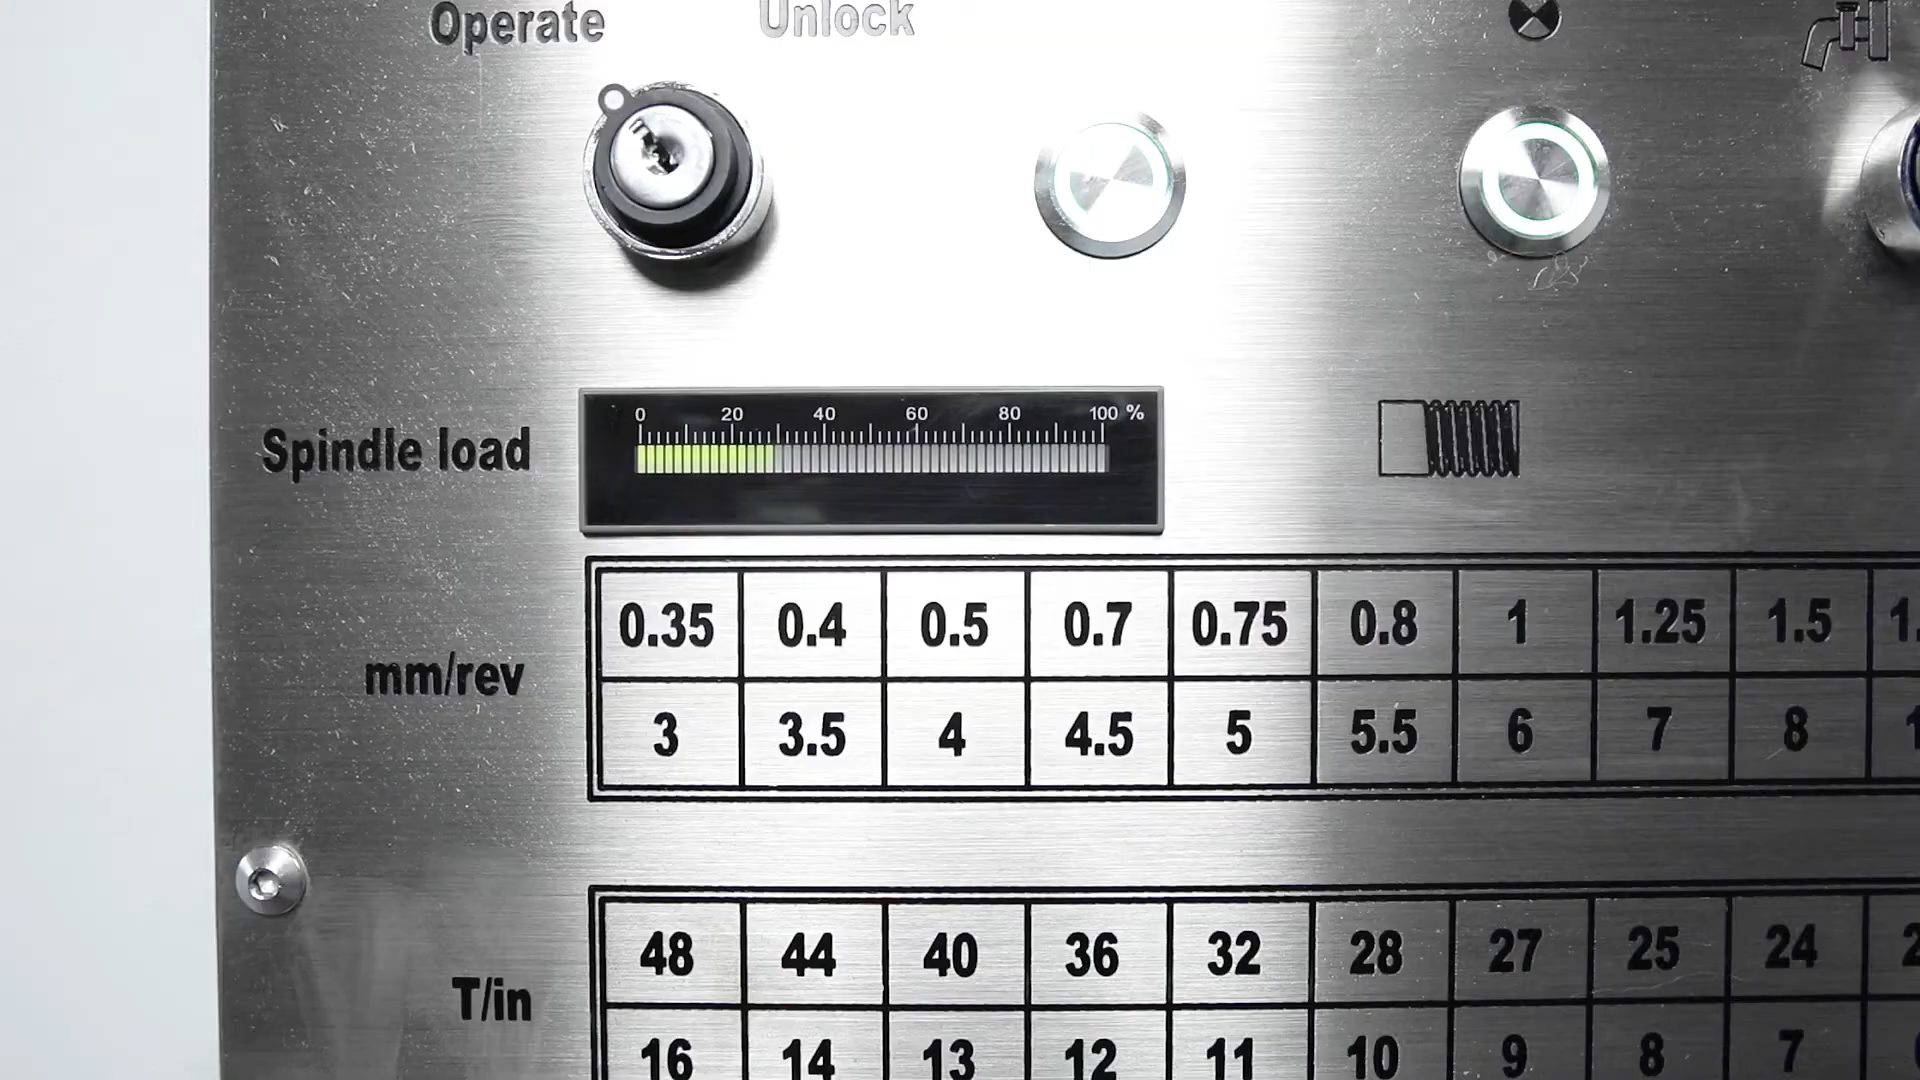 Operate Unlock
0 20 40 60 80 100 %
Spindle load
0.35 0.4 0.5 0.7 0.75 0.8 1 1.25 1.5 1.
mm/rev
3 3.5 4 4.5 5 5.5 6 7 8
48 44 40 36 32 28 27 25 24 2
T/in
16 14 13 12 11 10 9 8 7